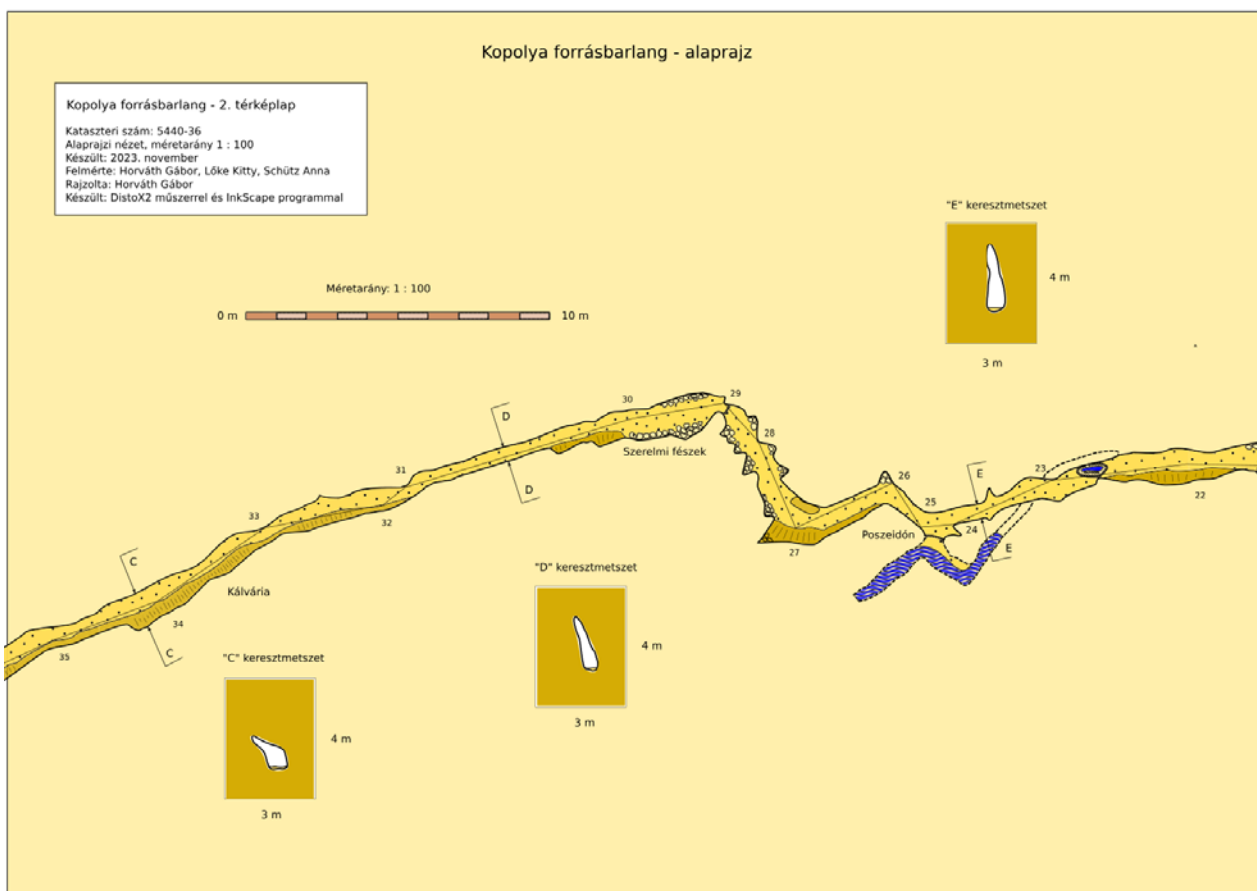 Kopolya forrásbarlang - alaprajz
Kopolya forrásbarlang - 2. térképlap
Kataszteri szám: 5440-36
Alaprajzi nézet, méretarány 1 : 100
Készült: 2023. november
Felmérte: Horváth Gábor, Lőke Kitty, Schütz Anna
Rajzolta: Horváth Gábor
Készült: DistoX2 műszerrel és InkScape programmal
"E" keresztmetszet
4 m
3 m
Méretarány: 1 : 100
0 m
10 m
30
29
D
28
Szerelmi fészek
31
D
32
33
27
26
25
Poszeidón
24
E
23
E
22
C
Kálvária
34
C
35
"D" keresztmetszet
4 m
3 m
"C" keresztmetszet
4 m
3 m